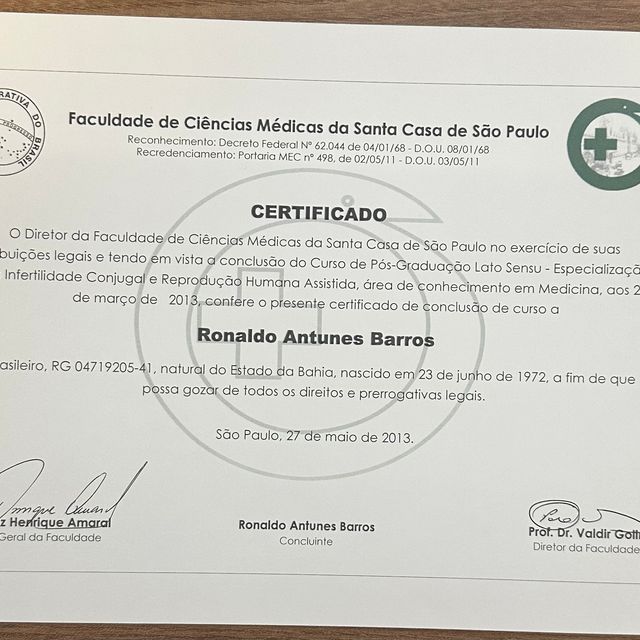 RATIVA DO BRASIL
Faculdade de Ciências Médicas da Santa Casa de São Paulo
Reconhecimento: Decreto Federal Nº 62.044 de 04/01/68 - D.O.U. 08/01/68
Recredenciamento: Portaria MEC nº 498, de 02/05/11 - D.O.U. 03/05/11
CERTIFICADO
O Diretor da Faculdade de Ciências Médicas da Santa Casa de São Paulo no exercício de suas
buições legais e tendo em vista a conclusão do Curso de Pós-Graduação Lato Sensu - Especializaçã
Infertilidade Conjugal e Reprodução Humana Assistida, área de conhecimento em Medicina, aos 2
de março de 2013, confere o presente certificado de conclusão de curso a
Ronaldo Antunes Barros
asileiro, RG 04719205-41, natural do Estado da Bahia, nascido em 23 de junho de 1972, a fim de que
possa gozar de todos os direitos e prerrogativas legais.
São Paulo, 27 de maio de 2013.
z Henrique Amaral
Geral da Faculdade
Ronaldo Antunes Barros
Concluinte
Prof. Dr. Valdir Golf
Diretor da Faculdade